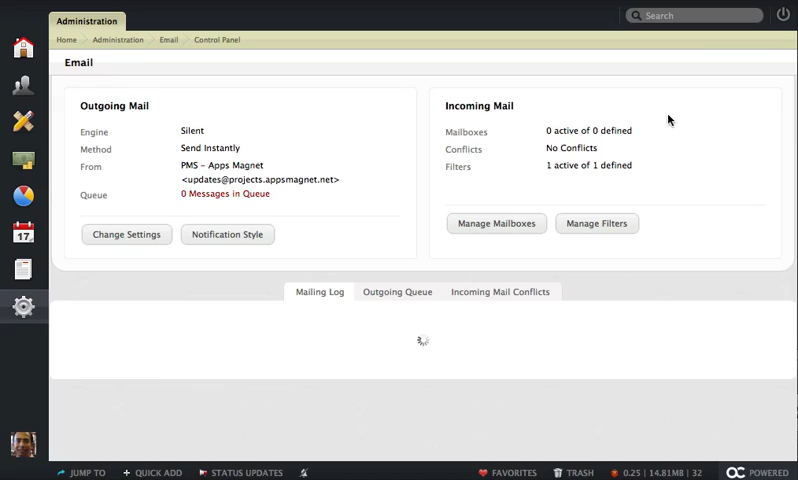 Administration
Search
Home
Administration
Email
Control Panel
Email
Outgoing Mail
Engine
Silent
Method
Send Instantly
From
PMS - Apps Magnet
<updates@projects.appsmagnet.net>
Queue
0 Messages in Queue
Change Settings
Notification Style
Incoming Mail
Mailboxes
0 active of 0 defined
Conflicts
No Conflicts
Filters
1 active of 1 defined
Manage Mailboxes
Manage Filters
Mailing Log
Outgoing Queue
Incoming Mail Conflicts
17
JUMP TO
QUICK ADD
STATUS UPDATES
FAVORITES
TRASH
0.25 | 14.81MB | 32
POWERED